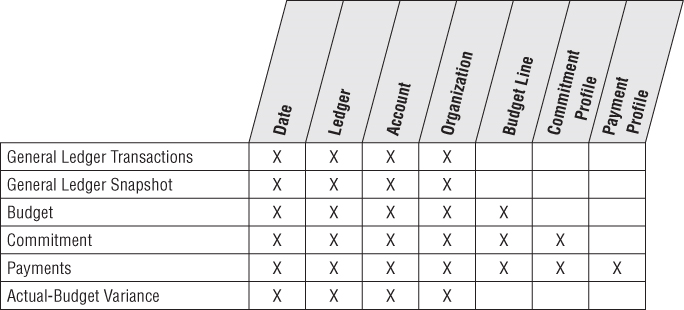 Date
Ledger
Account
Organization
Budget Line
Commitment
Profile
Payment
Profile
General Ledger Transactions X X X X
General Ledger Snapshot X X X X
Budget X X X X X
Commitment X X X X X X
Payments X X X X X X X
Actual-Budget Variance X X X X